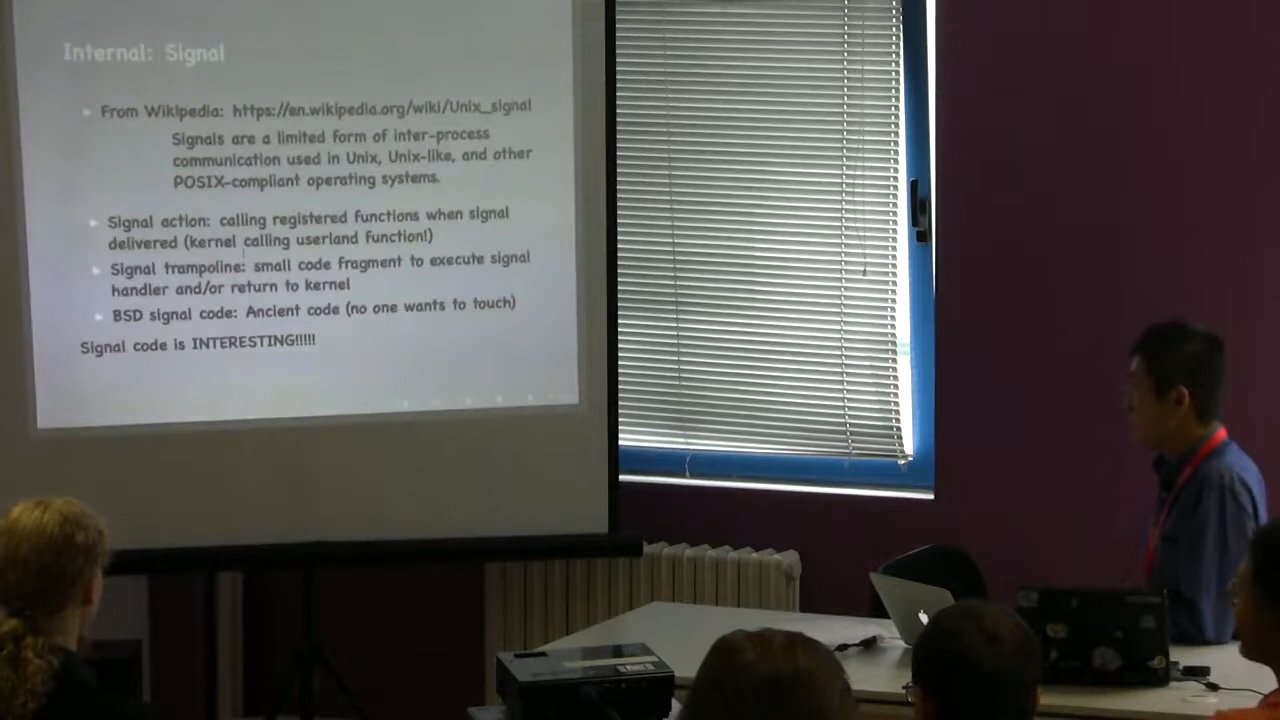 Internal: Signal
From Wikipedia: https://en.wikipedia.org/wiki/Unix_signal
Signals are a limited form of inter-process
communication used in Unix, Unix-like, and other
POSIX-compliant operating systems.
Signal action: calling registered functions when signal
delivered (kernel calling userland function!)
Signal trampoline: small code fragment to execute signal
handler and/or return to kernel
BSD signal code: Ancient code (no one wants to touch)
Signal code is INTERESTING!!!!!